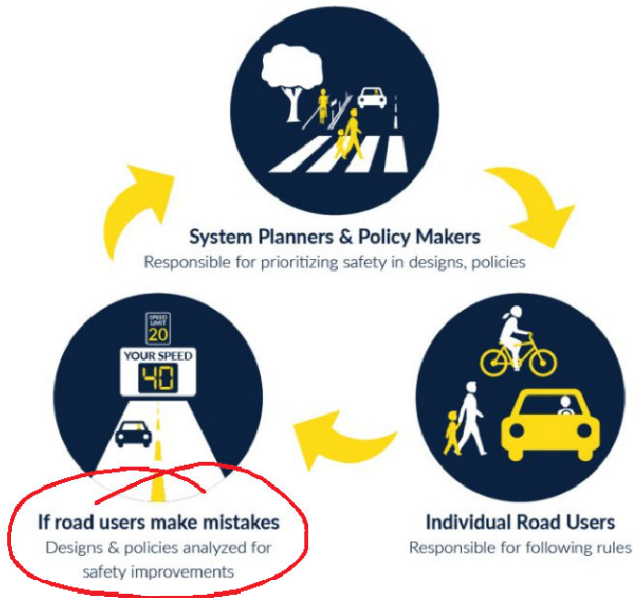 System Planners & Policy Makers
Responsible for prioritizing safety in designs, policies
SPEED
LIMIT
20
YOUR SPEED
40
If road users make mistakes
Designs & policies analyzed for
safety improvements
Individual Road Users
Responsible for following rules